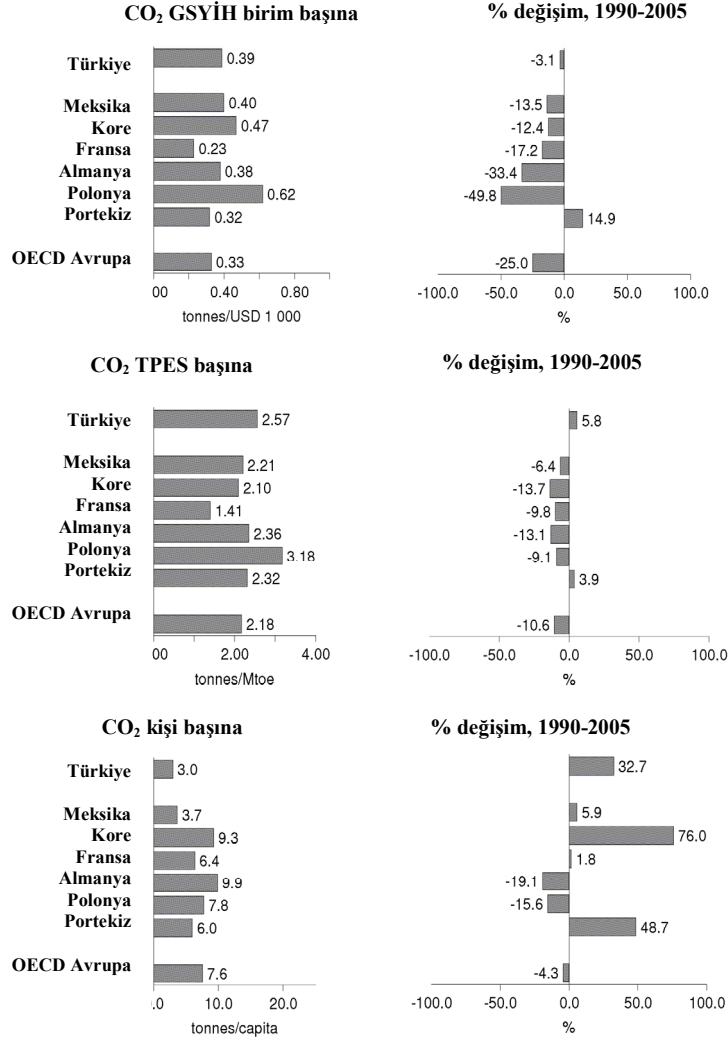 CO₂ GSYİH birim başına
% değişim, 1990-2005
Türkiye 0.39 -3.1
Meksika 0.40 -13.5
Kore 0.47 -12.4
Fransa 0.23 -17.2
Almanya 0.38 -33.4
Polonya 0.62 -49.8
Portekiz 0.32 14.9
OECD Avrupa 0.33 -25.0
00 0.40 0.80 -100.0 -50.0 0.0 50.0 100.0
tonnes/USD 1 000 %
CO₂ TPES başına
% değişim, 1990-2005
Türkiye 2.57 5.8
Meksika 2.21 -6.4
Kore 2.10 -13.7
Fransa 1.41 -9.8
Almanya 2.36 -13.1
Polonya 3.18 -9.1
Portekiz 2.32 3.9
OECD Avrupa 2.18 -10.6
00 2.00 4.00 -100.0 -50.0 0.0 50.0 100.0
tonnes/Mtoe %
CO₂ kişi başına
% değişim, 1990-2005
Türkiye 3.0 32.7
Meksika 3.7 5.9
Kore 9.3 76.0
Fransa 6.4 1.8
Almanya 9.9 -19.1
Polonya 7.8 -15.6
Portekiz 6.0 48.7
OECD Avrupa 7.6 -4.3
.0 10.0 20.0 -100.0 -50.0 0.0 50.0 100.0
tonnes/capita %